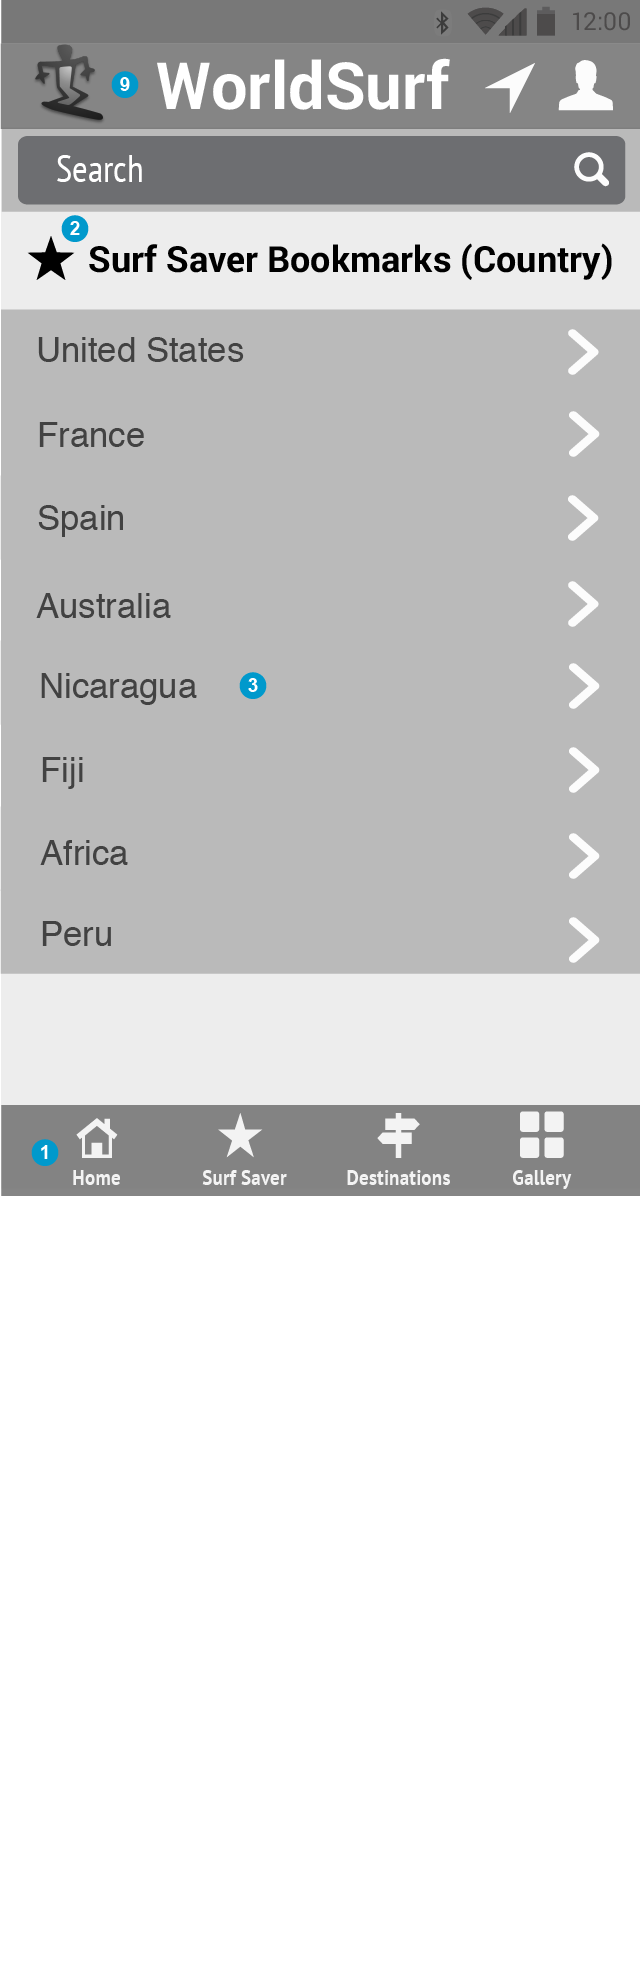 12:00
9 WorldSurf
Search
2
Surf Saver Bookmarks (Country)
United States
France
Spain
Australia
Nicaragua 3
Fiji
Africa
Peru
1
Home Surf Saver Destinations Gallery